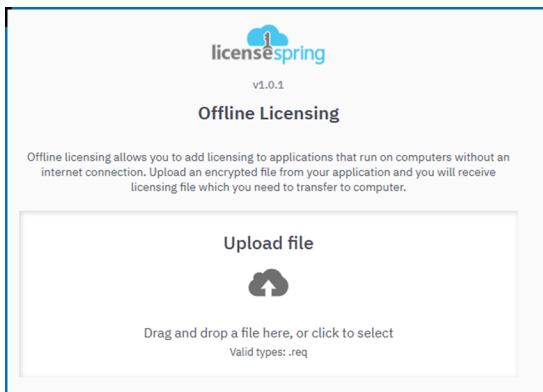 licensespring
v1.0.1
Offline Licensing
Offline licensing allows you to add licensing to applications that run on computers without an
internet connection. Upload an encrypted file from your application and you will receive
licensing file which you need to transfer to computer.
Upload file
Drag and drop a file here, or click to select
Valid types: .req